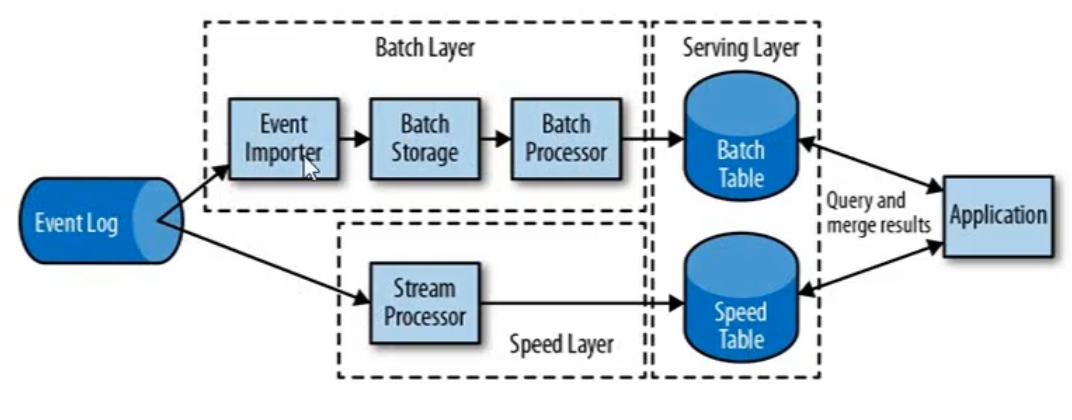 Batch Layer
Serving Layer
Event
Importer
Batch
Storage
Batch
Processor
Batch
Table
Event Log
Query and
merge results
Application
Stream
Processor
Speed Layer
Speed
Table